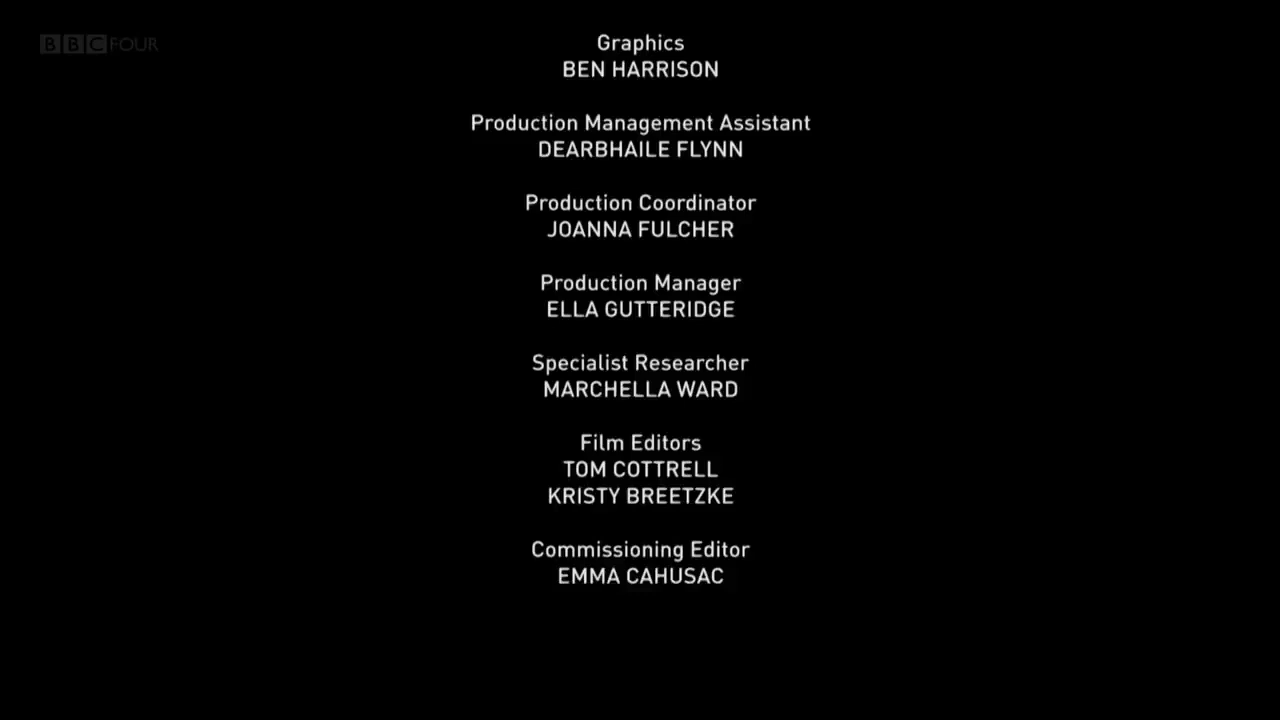 BBC FOUR
Graphics
BEN HARRISON
Production Management Assistant
DEARBHAILE FLYNN
Production Coordinator
JOANNA FULCHER
Production Manager
ELLA GUTTERIDGE
Specialist Researcher
MARCHELLA WARD
Film Editors
TOM COTTRELL
KRISTY BREETZKE
Commissioning Editor
EMMA CAHUSAC